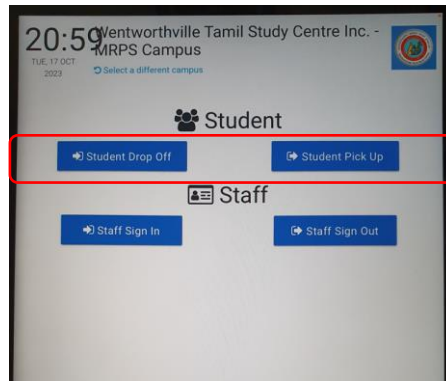 20:59
TUE, 17 OCT
2023
Wentworthville Tamil Study Centre Inc. -
MRPS Campus
Select a different campus
Student
Student Drop Off
Student Pick Up
Staff
Staff Sign In
Staff Sign Out